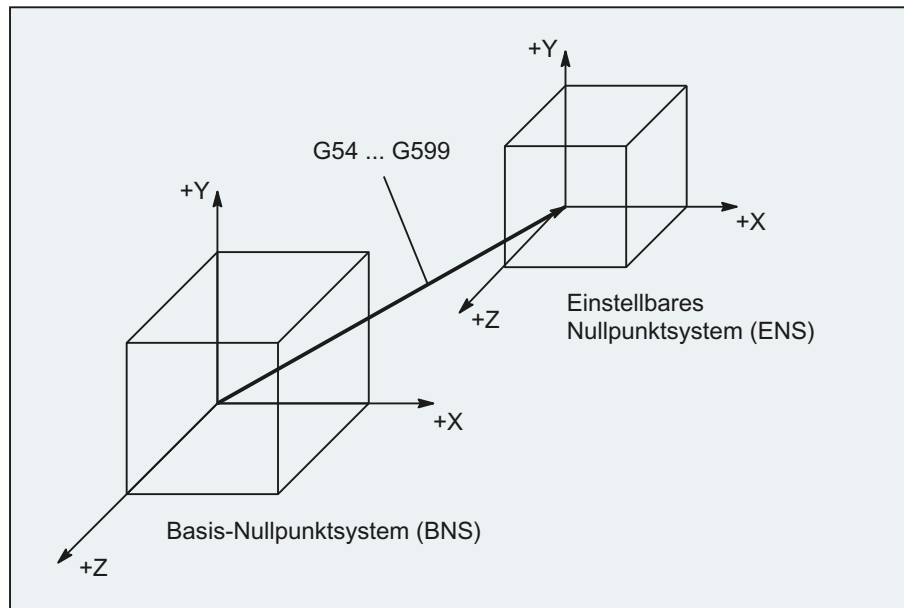 +Y
G54 ... G599
+Y
+X
+Z
Einstellbares
Nullpunktsystem (ENS)
+X
Basis-Nullpunktsystem (BNS)
+Z